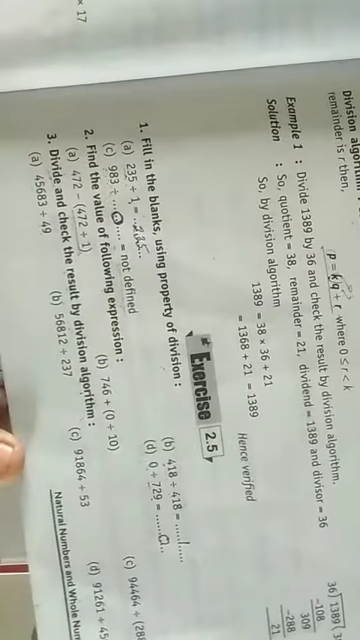 × 17
Division algorithm
remainder is r then,
p = kq + r, where 0 ≤ r < k
Example 1 : Divide 1389 by 36 and check the result by division algorithm.
Solution : So, quotient = 38, remainder = 21, dividend = 1389 and divisor = 36
So, by division algorithm
1389 = 38 × 36 + 21
= 1368 + 21 = 1389
Hence verified
36) 1389
-108
309
-288
21
Exercise 2.5
1. Fill in the blanks, using property of division :
(a) 235 ÷ 1 = ...235... (b) 418 ÷ 418 = ......1......
(c) 983 ÷ ...0... = not defined (d) 0 ÷ 729 = ......0...
2. Find the value of following expression :
(a) 472 – (472 ÷ 1) (b) 746 + (0 ÷ 10) (c) 94464 ÷ (288
3. Divide and check the result by division algorithm :
(a) 45683 ÷ 49 (b) 56812 ÷ 237 (c) 91864 ÷ 53 (d) 91261 ÷ 45
Natural Numbers and Whole Num